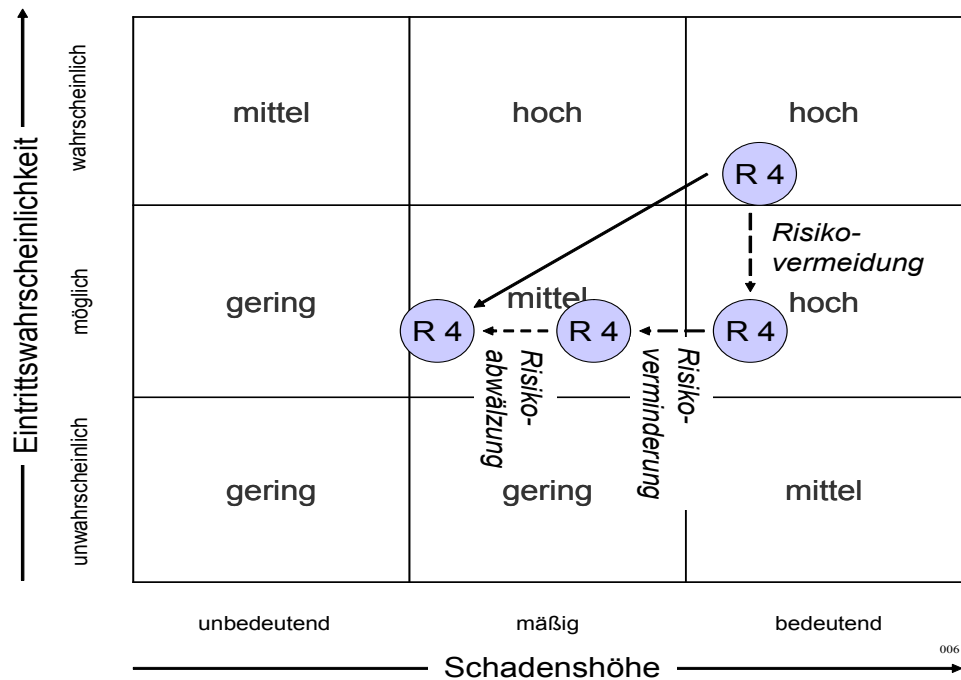 Eintrittswahrscheinlichkeit
wahrscheinlich
möglich
unwahrscheinlich
mittel
hoch
hoch
R 4
Risiko-
vermeidung
gering
mittel
hoch
R 4
R 4
R 4
Risiko-
abwälzung
Risiko-
verminderung
gering
gering
mittel
unbedeutend
mäßig
bedeutend
Schadenshöhe
006